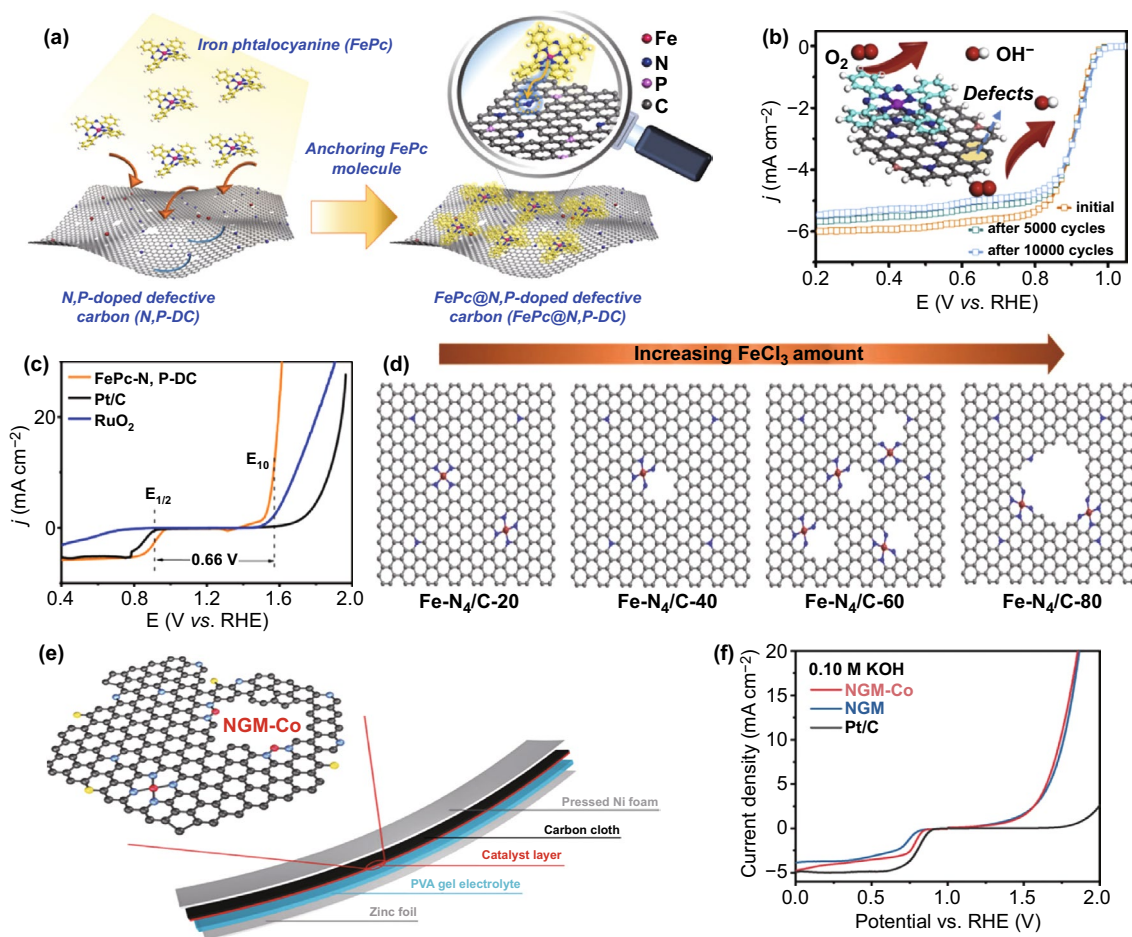 (a)
Iron phtalocyanine (FePc)
Fe
N
P
C
Anchoring FePc
molecule
N,P-doped defective
carbon (N,P-DC)
FePc@N,P-doped defective
carbon (FePc@N,P-DC)
(b)
O₂
OH⁻
Defects
0
−2
−4
−6
j (mA cm⁻²)
initial
after 5000 cycles
after 10000 cycles
0.2 0.4 0.6 0.8 1.0
E (V vs. RHE)
(c)
FePc-N, P-DC
Pt/C
RuO₂
20
0
−20
j (mA cm⁻²)
E₁/₂
E₁₀
0.66 V
0.4 0.8 1.2 1.6 2.0
E (V vs. RHE)
(d)
Increasing FeCl₃ amount
Fe-N₄/C-20 Fe-N₄/C-40 Fe-N₄/C-60 Fe-N₄/C-80
(e)
NGM-Co
Pressed Ni foam
Carbon cloth
Catalyst layer
PVA gel electrolyte
Zinc foil
(f)
0.10 M KOH
NGM-Co
NGM
Pt/C
20
15
10
5
0
−5
Current density (mA cm⁻²)
0.0 0.5 1.0 1.5 2.0
Potential vs. RHE (V)